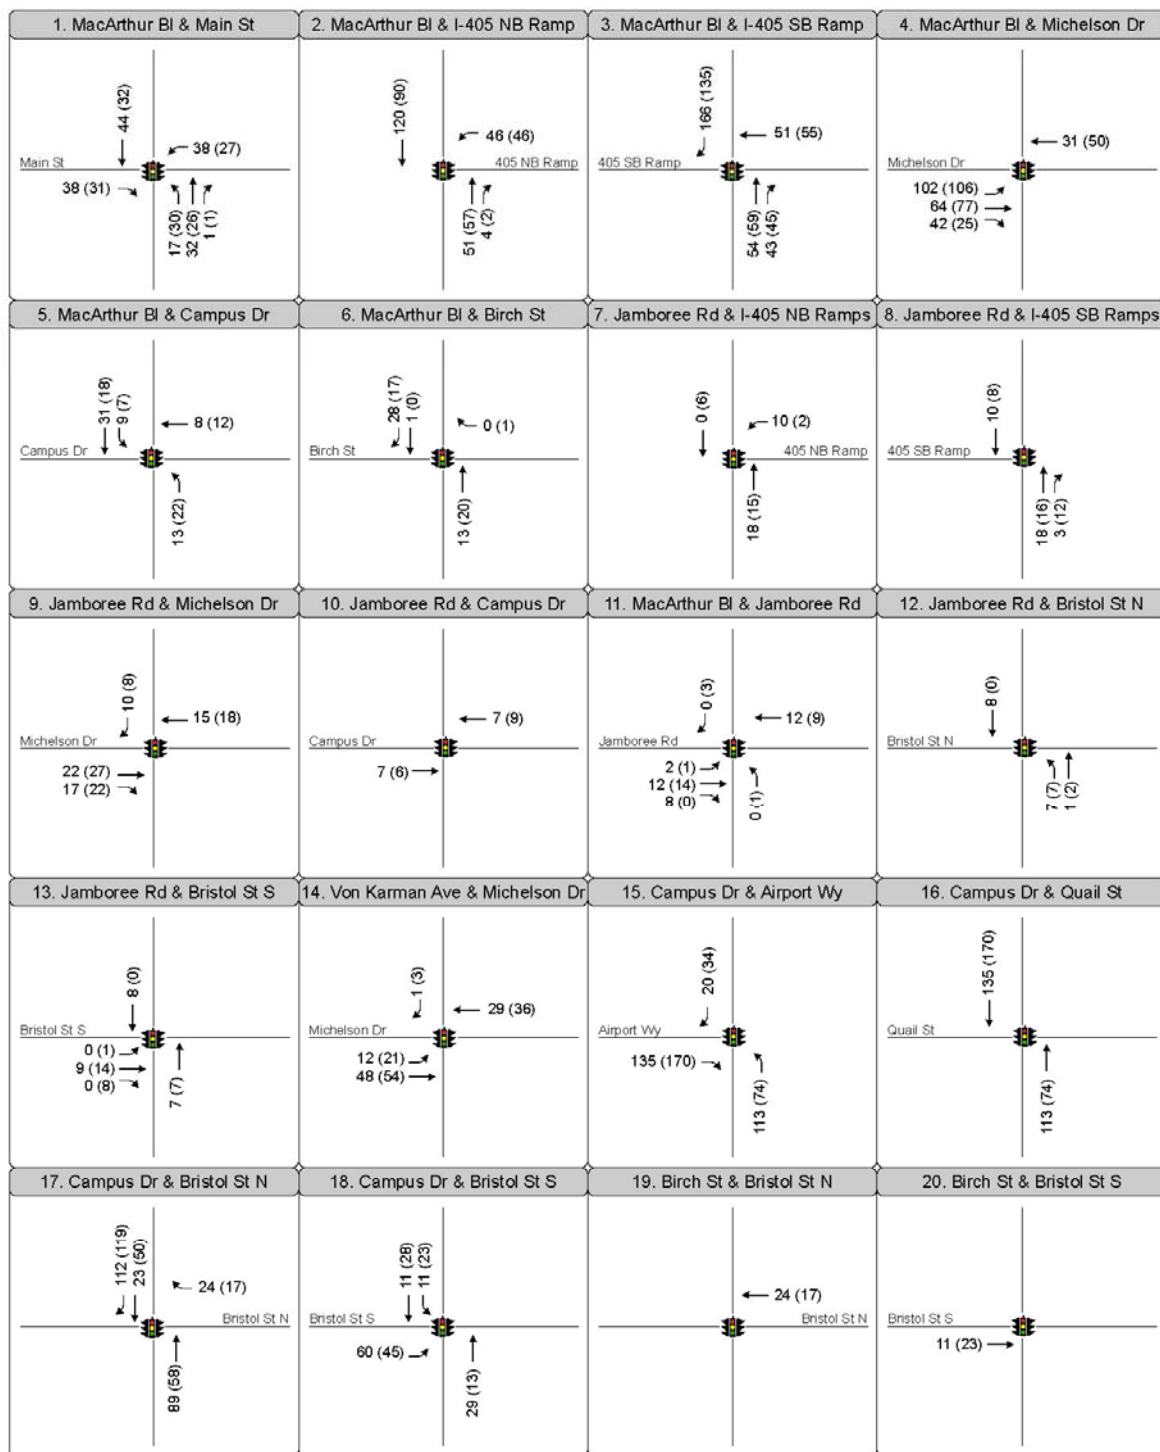 1. MacArthur Bl & Main St
44 (32)
38 (27)
Main St
38 (31)
17 (30)
32 (26)
1 (1)
2. MacArthur Bl & I-405 NB Ramp
120 (90)
46 (46)
405 NB Ramp
51 (57)
4 (2)
3. MacArthur Bl & I-405 SB Ramp
166 (135)
51 (55)
405 SB Ramp
54 (59)
43 (45)
4. MacArthur Bl & Michelson Dr
31 (50)
Michelson Dr
102 (106)
64 (77)
42 (25)
5. MacArthur Bl & Campus Dr
31 (18)
9 (7)
8 (12)
Campus Dr
13 (22)
6. MacArthur Bl & Birch St
28 (17)
1 (0)
0 (1)
Birch St
13 (20)
7. Jamboree Rd & I-405 NB Ramps
0 (6)
10 (2)
405 NB Ramp
18 (15)
8. Jamboree Rd & I-405 SB Ramps
10 (8)
405 SB Ramp
18 (16)
3 (12)
9. Jamboree Rd & Michelson Dr
10 (8)
15 (18)
Michelson Dr
22 (27)
17 (22)
10. Jamboree Rd & Campus Dr
7 (9)
Campus Dr
7 (6)
11. MacArthur Bl & Jamboree Rd
0 (3)
12 (9)
Jamboree Rd
2 (1)
12 (14)
8 (0)
0 (1)
12. Jamboree Rd & Bristol St N
8 (0)
Bristol St N
7 (7)
1 (2)
13. Jamboree Rd & Bristol St S
8 (0)
Bristol St S
0 (1)
9 (14)
0 (8)
7 (7)
14. Von Karman Ave & Michelson Dr
1 (3)
29 (36)
Michelson Dr
12 (21)
48 (54)
15. Campus Dr & Airport Wy
20 (34)
Airport Wy
135 (170)
113 (74)
16. Campus Dr & Quail St
135 (170)
Quail St
113 (74)
17. Campus Dr & Bristol St N
112 (119)
23 (50)
24 (17)
Bristol St N
89 (58)
18. Campus Dr & Bristol St S
11 (28)
11 (23)
Bristol St S
60 (45)
29 (13)
19. Birch St & Bristol St N
24 (17)
Bristol St N
20. Birch St & Bristol St S
Bristol St S
11 (23)